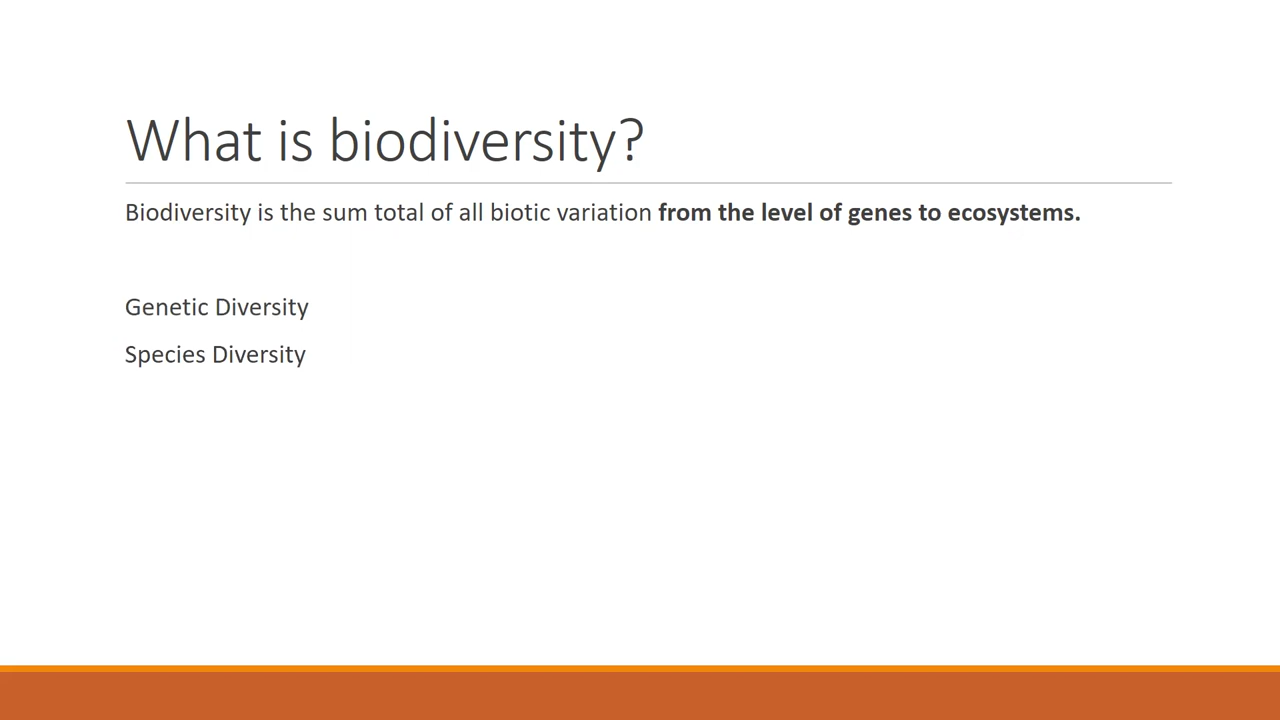 What is biodiversity?
Biodiversity is the sum total of all biotic variation from the level of genes to ecosystems.
Genetic Diversity
Species Diversity